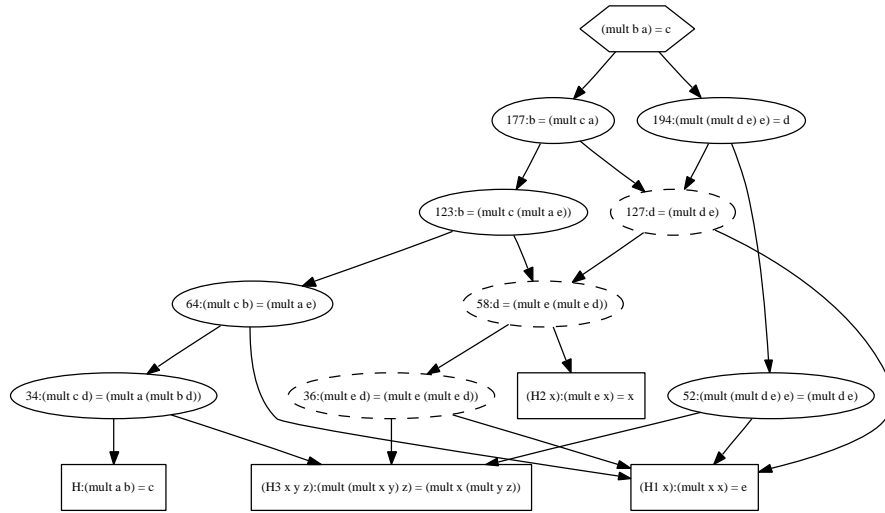 (mult b a) = c
177:b = (mult c a)
194:(mult (mult d e) e) = d
123:b = (mult c (mult a e))
127:d = (mult d e)
64:(mult c b) = (mult a e)
58:d = (mult e (mult e d))
34:(mult c d) = (mult a (mult b d))
36:(mult e d) = (mult e (mult e d))
(H2 x):(mult e x) = x
52:(mult (mult d e) e) = (mult d e)
H:(mult a b) = c
(H3 x y z):(mult (mult x y) z) = (mult x (mult y z))
(H1 x):(mult x x) = e